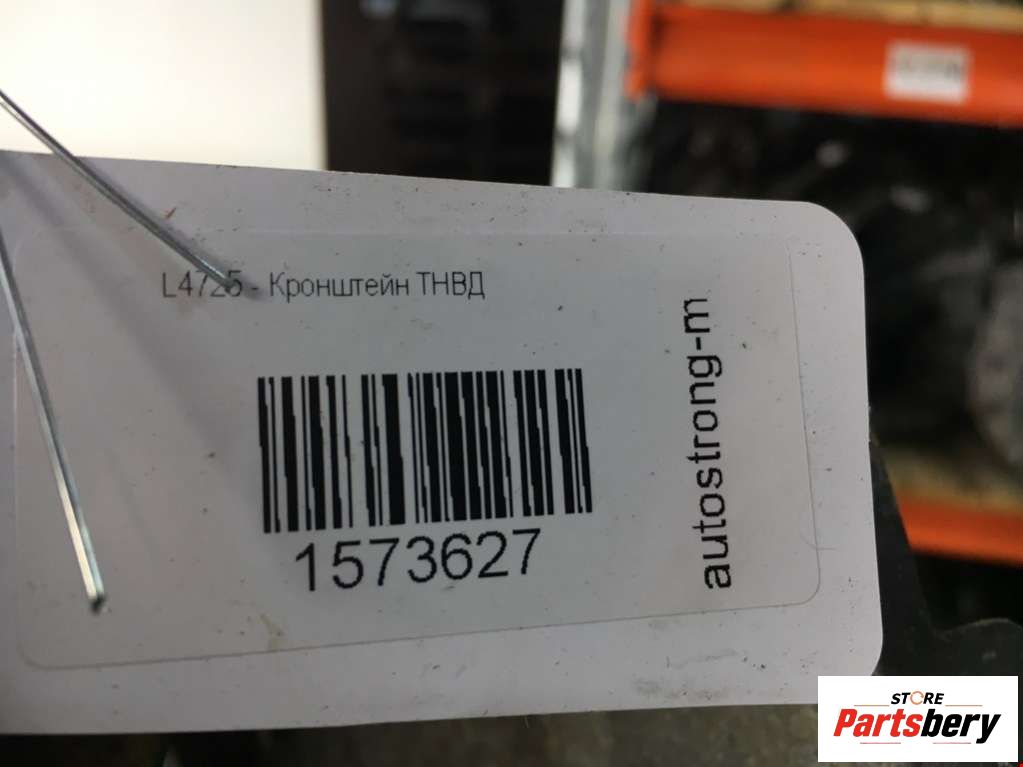 L4725 - Кронштейн ТНВД
1573627
autostrong-m
STORE
Partsbery